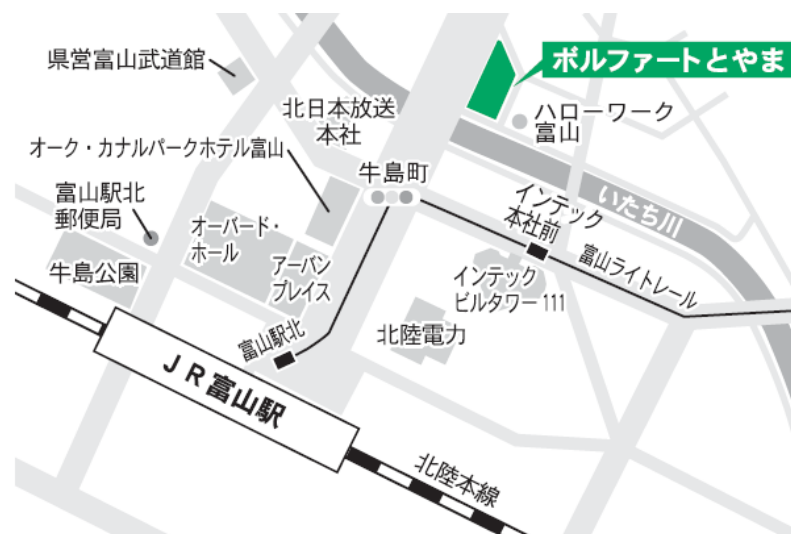 県営富山武道館
ボルファートとやま
北日本放送
本社
ハローワーク
富山
オーク・カナルパークホテル富山
牛島町
富山駅北
郵便局
インテック
本社前
いたち川
オーバード・
ホール
牛島公園
アーバン
プレイス
インテック
ビルタワー111
富山ライトレール
富山駅北
北陸電力
JR富山駅
北陸本線